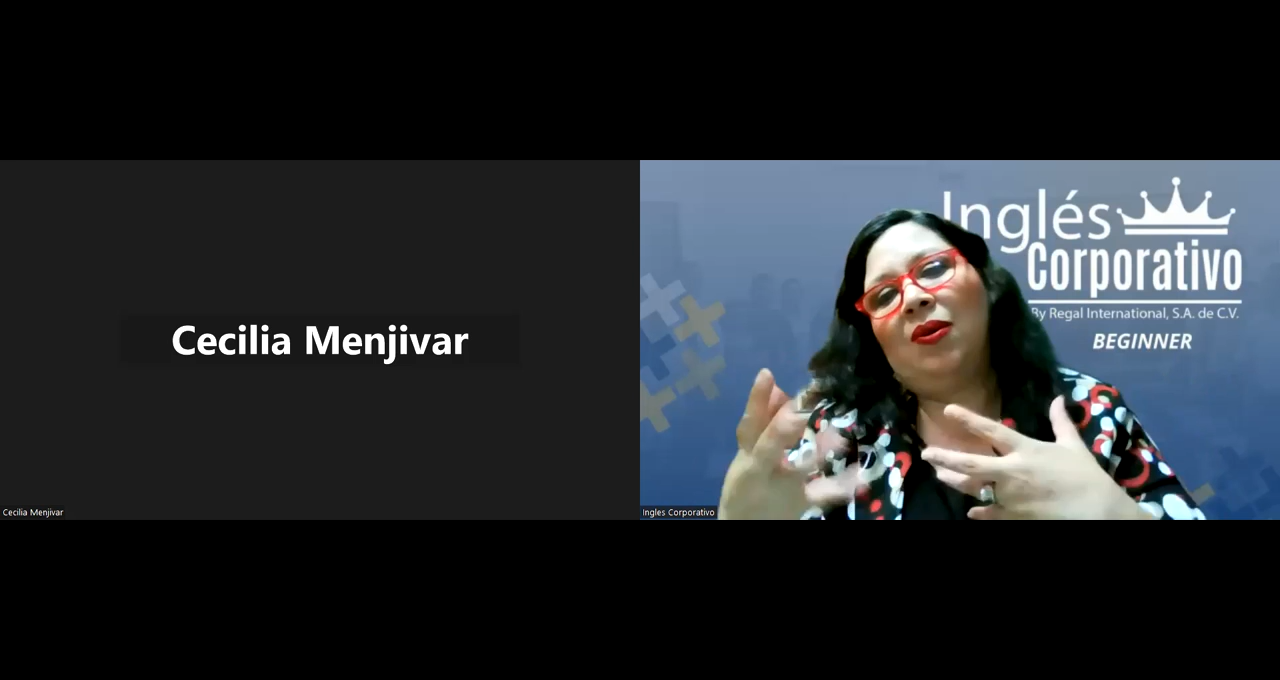 Cecilia Menjivar
Cecilia Menjivar
Inglés
Corporativo
By Regal International, S.A. de C.V.
BEGINNER
Ingles Corporativo